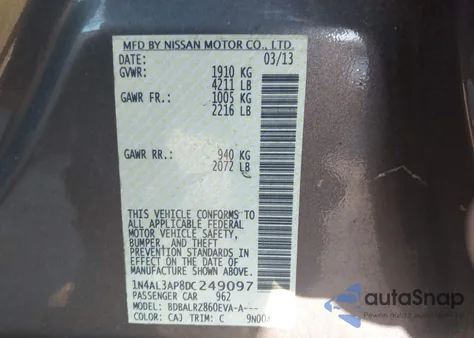 MFD BY NISSAN MOTOR CO., LTD.
DATE: 03/13
GVWR: 1910 KG
4211 LB
GAWR FR.: 1005 KG
2216 LB
GAWR RR.: 940 KG
2072 LB
THIS VEHICLE CONFORMS TO
ALL APPLICABLE FEDERAL
MOTOR VEHICLE SAFETY,
BUMPER, AND THEFT
PREVENTION STANDARDS IN
EFFECT ON THE DATE OF
MANUFACTURE SHOWN ABOVE.
1N4AL3AP8DC249097
PASSENGER CAR 962
MODEL: BDBALRZ860EVA-A---
COLOR: CAJ TRIM: C
autoSnap